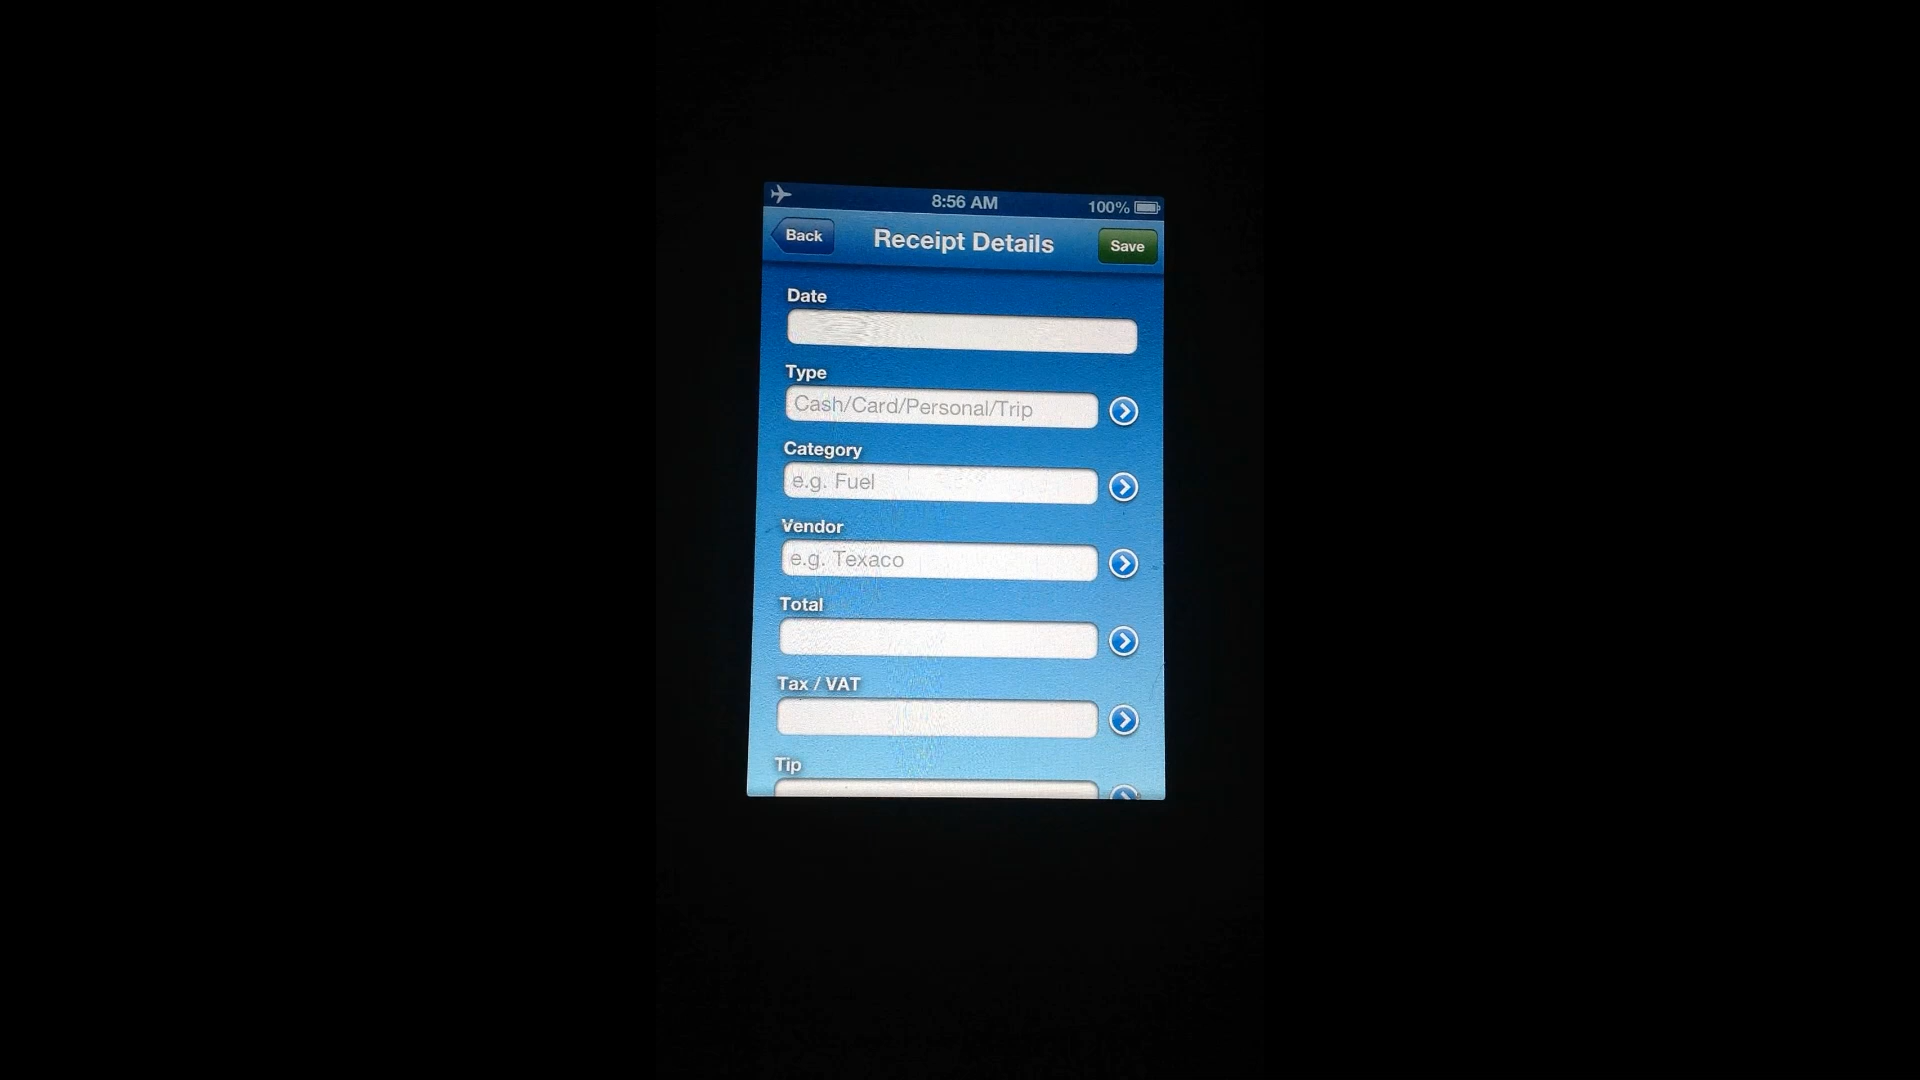 8:56 AM
100%
Back
Receipt Details
Save
Date
Type
Cash/Card/Personal/Trip
Category
e.g. Fuel
Vendor
e.g. Texaco
Total
Tax / VAT
Tip